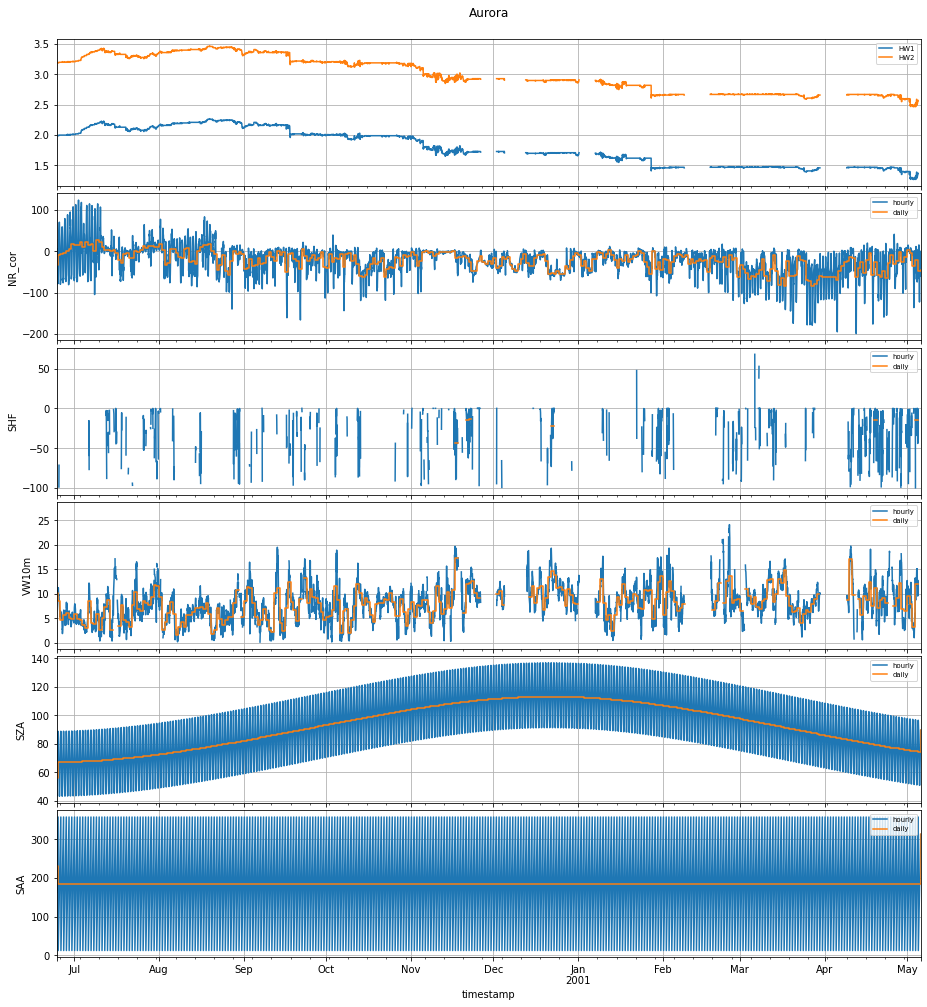 Aurora
3.5
3.0
2.5
2.0
1.5
HW1
HW2
NR_cor
100
0
−100
−200
hourly
daily
SHF
50
0
−50
−100
hourly
daily
VW10m
25
20
15
10
5
0
hourly
daily
SZA
140
120
100
80
60
40
hourly
daily
SAA
300
200
100
0
hourly
daily
Jul Aug Sep Oct Nov Dec Jan Feb Mar Apr May
2001
timestamp